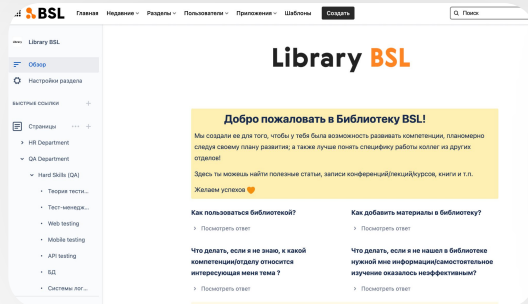 BSL Главная Недавние Разделы Пользователи Приложения Шаблоны Создать Поиск
Library BSL
Обзор
Настройки раздела
БЫСТРЫЕ ССЫЛКИ +
Страницы ... +
HR Department
QA Department
Hard Skills (QA)
Теория тести...
Тест-менедж...
Web testing
Mobile testing
API testing
БД
Системы лог...
Library BSL
Добро пожаловать в Библиотеку BSL!
Мы создали ее для того, чтобы у тебя была возможность развивать компетенции, планомерно
следуя своему плану развития; а также лучше понять специфику работы коллег из других
отделов!
Здесь ты можешь найти полезные статьи, записи конференций/лекций/курсов, книги и т.п.
Желаем успехов 🧡
Как пользоваться библиотекой?
Посмотреть ответ
Как добавить материалы в библиотеку?
Посмотреть ответ
Что делать, если я не знаю, к какой
компетенции/отделу относится
интересующая меня тема ?
Посмотреть ответ
Что делать, если я не нашел в библиотеке
нужной мне информации/самостоятельное
изучение оказалось неэффективным?
Посмотреть ответ